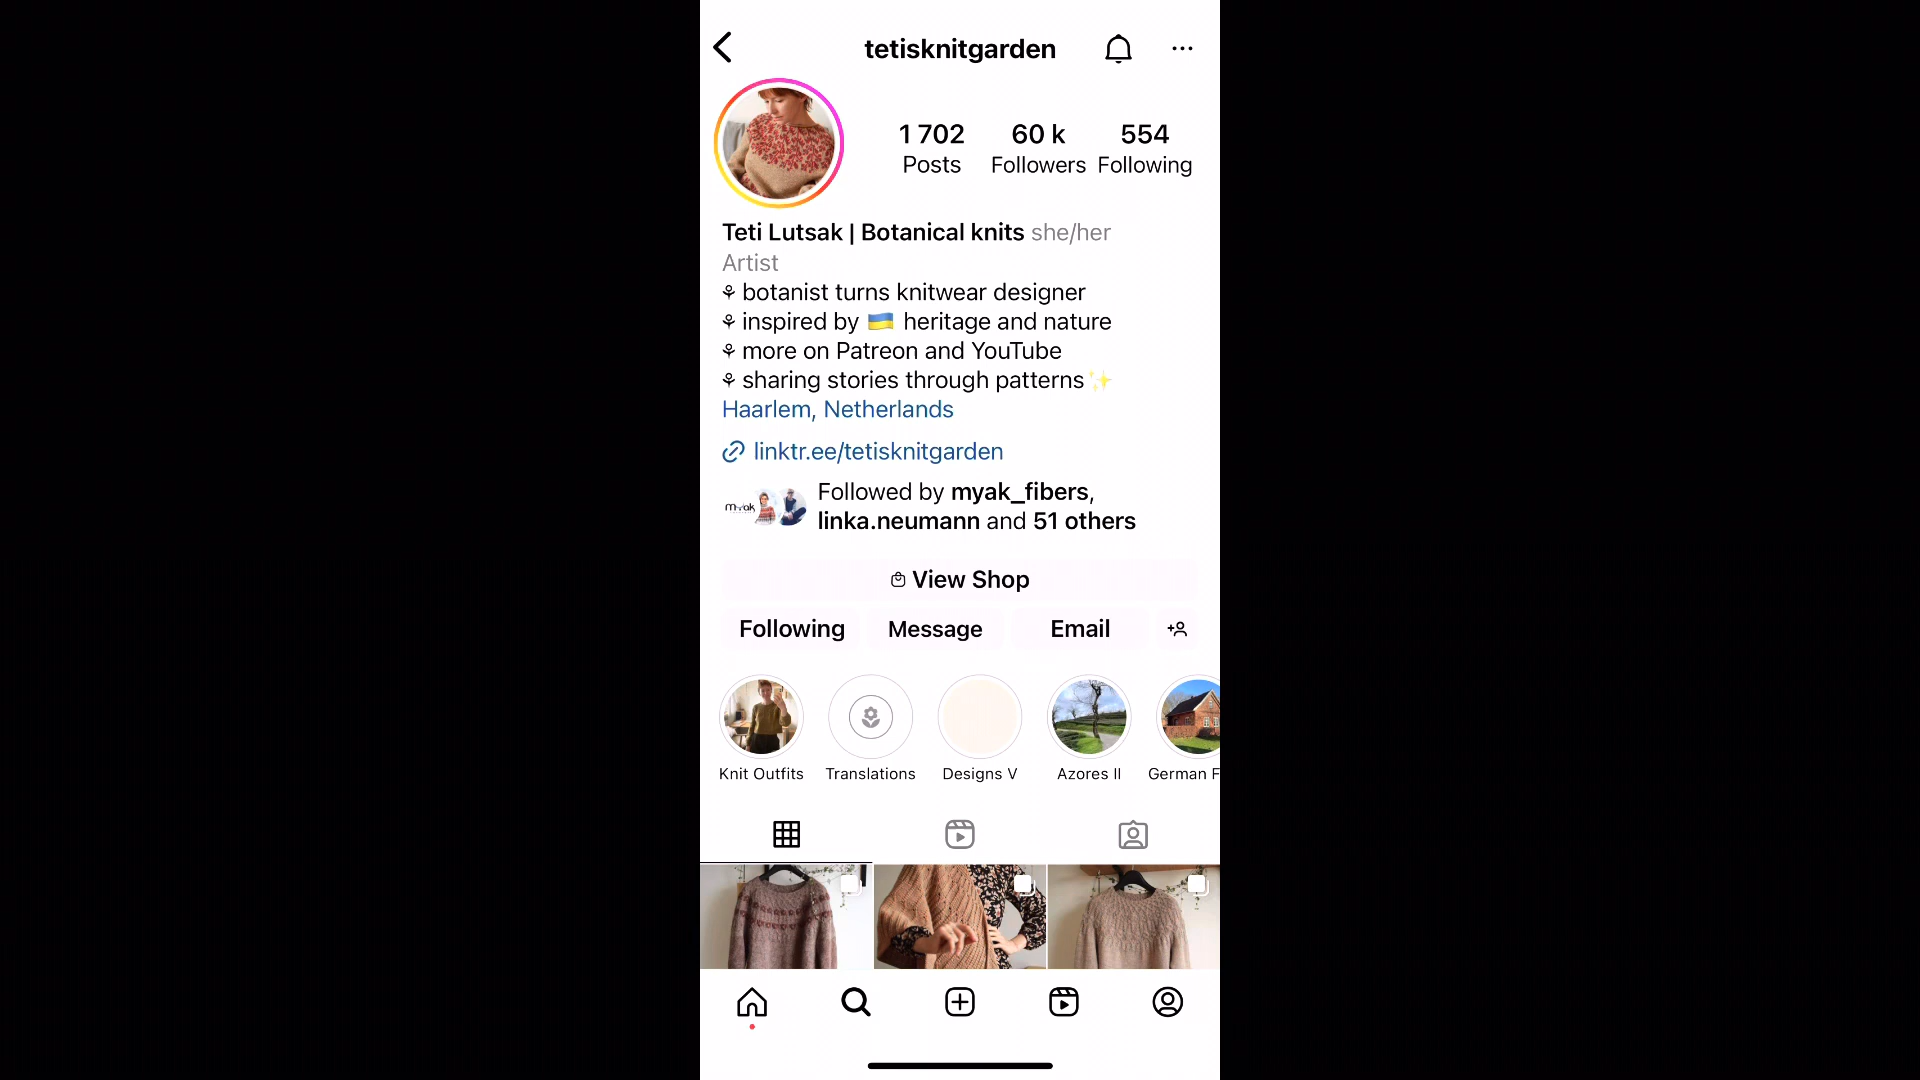 tetisknitgarden
1 702 60 k 554
Posts Followers Following
Teti Lutsak | Botanical knits she/her
Artist
⚘ botanist turns knitwear designer
⚘ inspired by 🇺🇦 heritage and nature
⚘ more on Patreon and YouTube
⚘ sharing stories through patterns✨
Haarlem, Netherlands
linktr.ee/tetisknitgarden
Followed by myak_fibers,
linka.neumann and 51 others
View Shop
Following Message Email
Knit Outfits Translations Designs V Azores II German F